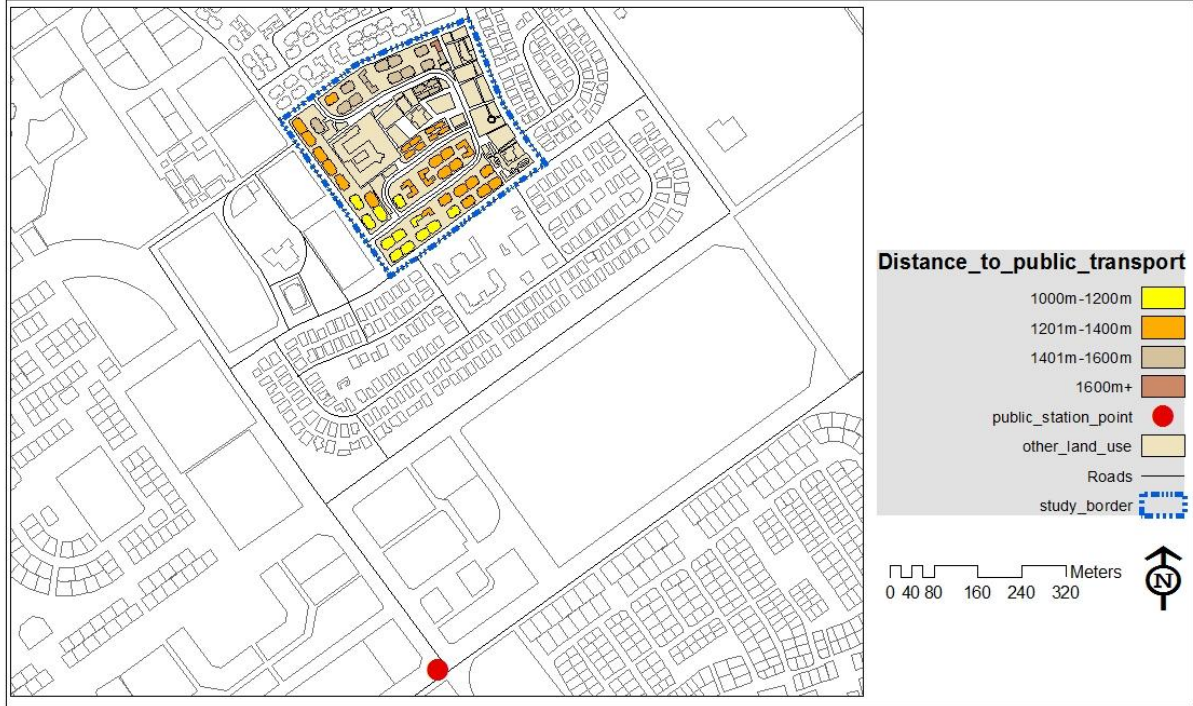 Distance_to_public_transport
1000m-1200m
1201m-1400m
1401m-1600m
1600m+
public_station_point
other_land_use
Roads
study_border
Meters
0 40 80 160 240 320
N